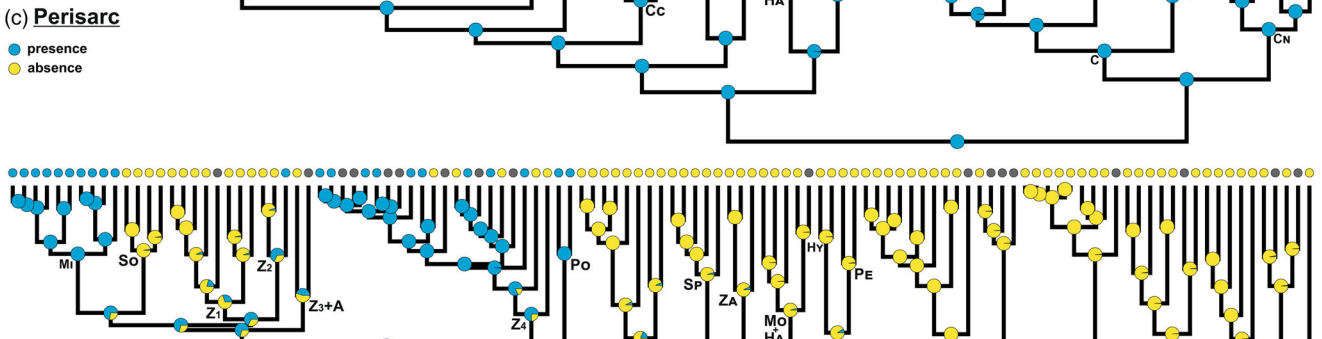 (c) Perisarc
presence
absence
Cc
HA
C
CN
MI
So
Z1
Z2
Z3+A
Z4
Po
SP
ZA
Mo
+
HA
HY
PE